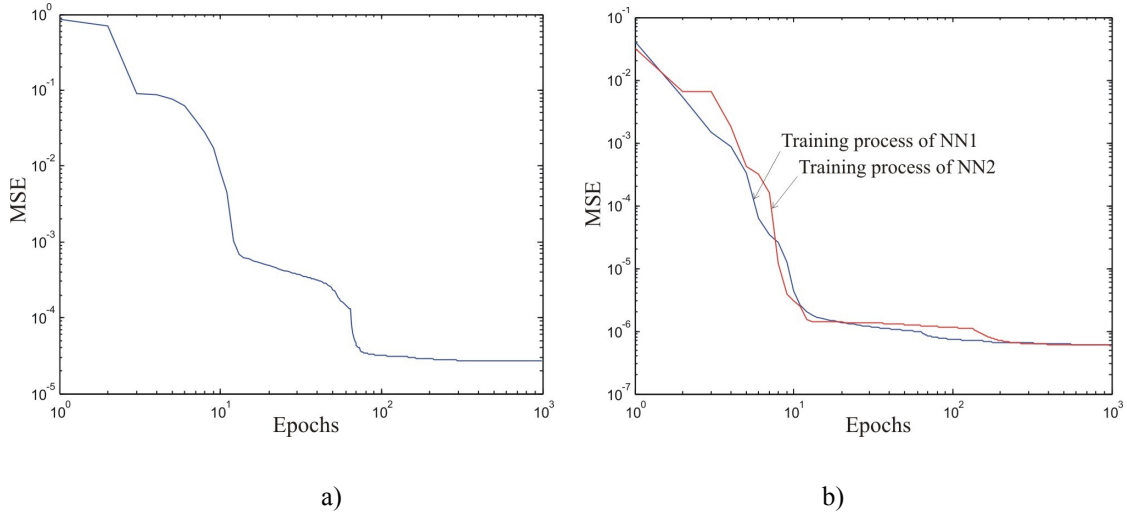 10^0
10^-1
10^-2
10^-3
10^-4
10^-5
MSE
10^0
10^1
10^2
10^3
Epochs
a)
10^-1
10^-2
10^-3
10^-4
10^-5
10^-6
10^-7
MSE
Training process of NN1
Training process of NN2
10^0
10^1
10^2
10^3
Epochs
b)